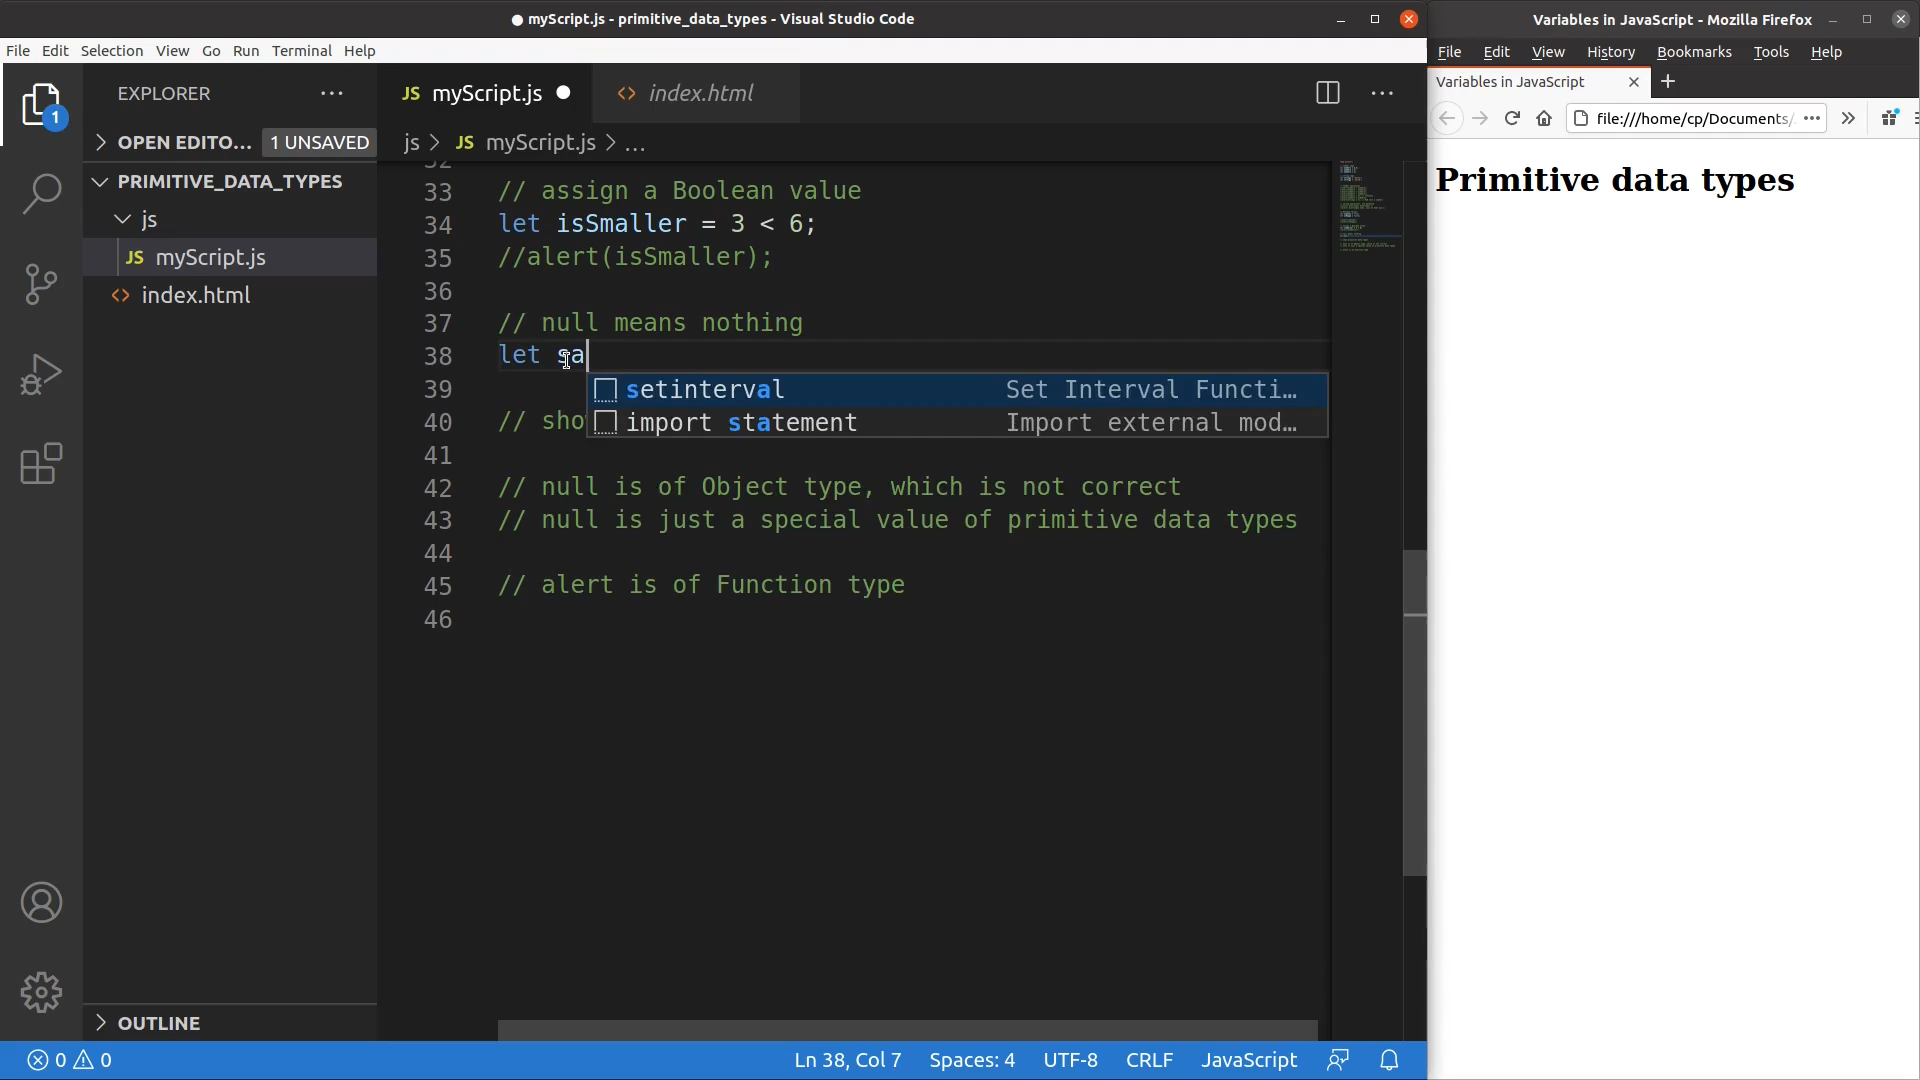 myScript.js - primitive_data_types - Visual Studio Code
File Edit Selection View Go Run Terminal Help
EXPLORER
1
OPEN EDITO... 1 UNSAVED
PRIMITIVE_DATA_TYPES
js
JS myScript.js
<> index.html
OUTLINE
JS myScript.js
<> index.html
js > JS myScript.js > ...
32
33 // assign a Boolean value
34 let isSmaller = 3 < 6;
35 //alert(isSmaller);
36
37 // null means nothing
38 let sa
setinterval Set Interval Functi...
import statement Import external mod...
39
40 // sho
41
42 // null is of Object type, which is not correct
43 // null is just a special value of primitive data types
44
45 // alert is of Function type
46
0 0 Ln 38, Col 7 Spaces: 4 UTF-8 CRLF JavaScript
Variables in JavaScript - Mozilla Firefox
File Edit View History Bookmarks Tools Help
Variables in JavaScript
file:///home/cp/Documents/
Primitive data types